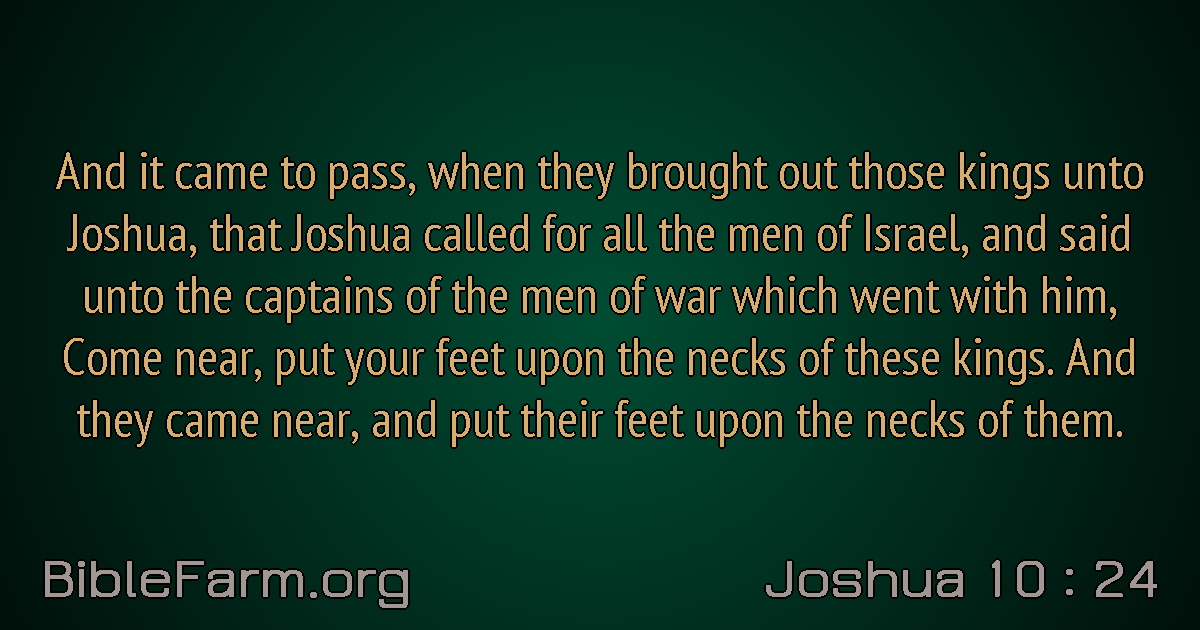 And it came to pass, when they brought out those kings unto
Joshua, that Joshua called for all the men of Israel, and said
unto the captains of the men of war which went with him,
Come near, put your feet upon the necks of these kings. And
they came near, and put their feet upon the necks of them.
BibleFarm.org
Joshua 10 : 24